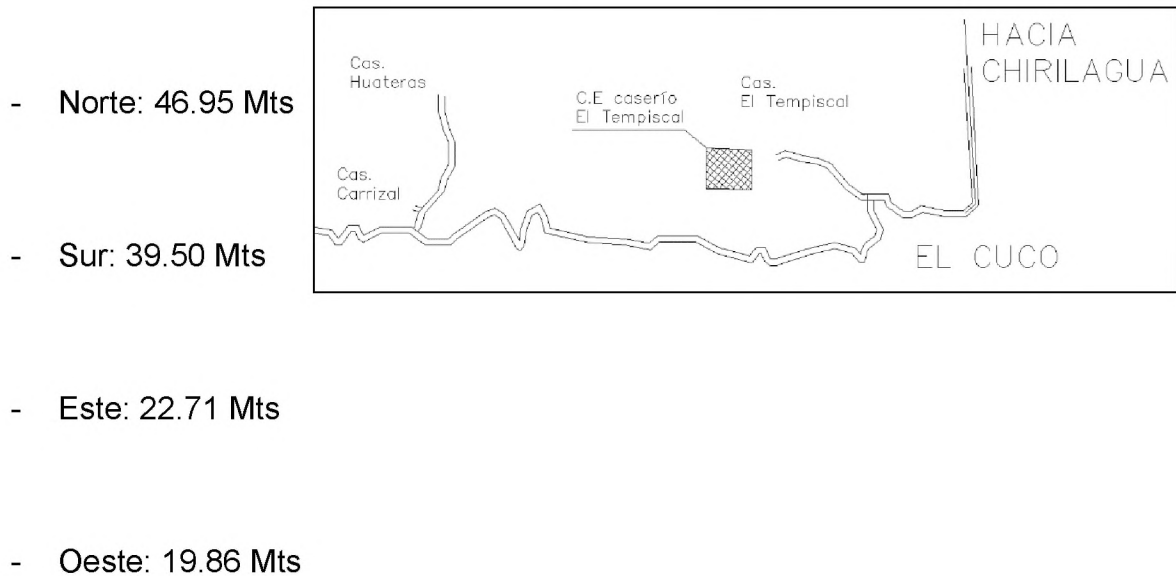 - Norte: 46.95 Mts
- Sur: 39.50 Mts
- Este: 22.71 Mts
- Oeste: 19.86 Mts
Cas.
Huateras
Cas.
Carrizal
C.E caserío
El Tempiscal
Cas.
El Tempiscal
HACIA
CHIRILAGUA
EL CUCO